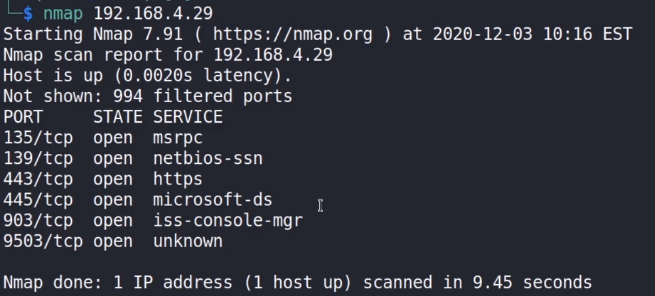 └─$ nmap 192.168.4.29
Starting Nmap 7.91 ( https://nmap.org ) at 2020-12-03 10:16 EST
Nmap scan report for 192.168.4.29
Host is up (0.0020s latency).
Not shown: 994 filtered ports
PORT     STATE SERVICE
135/tcp  open  msrpc
139/tcp  open  netbios-ssn
443/tcp  open  https
445/tcp  open  microsoft-ds
903/tcp  open  iss-console-mgr
9503/tcp open  unknown
Nmap done: 1 IP address (1 host up) scanned in 9.45 seconds